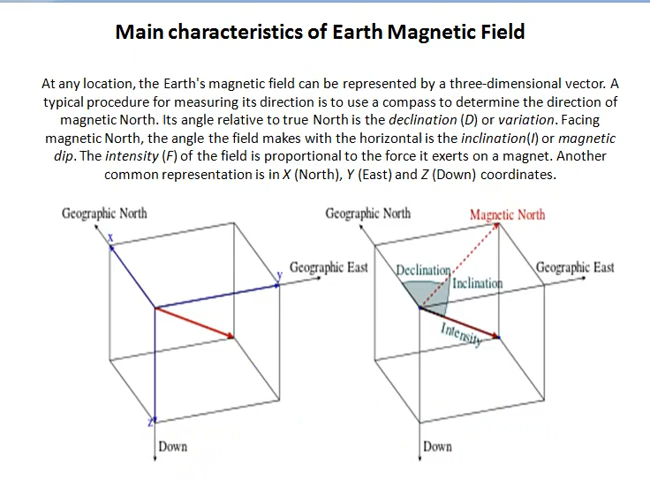 Main characteristics of Earth Magnetic Field
At any location, the Earth's magnetic field can be represented by a three-dimensional vector. A
typical procedure for measuring its direction is to use a compass to determine the direction of
magnetic North. Its angle relative to true North is the declination (D) or variation. Facing
magnetic North, the angle the field makes with the horizontal is the inclination(I) or magnetic
dip. The intensity (F) of the field is proportional to the force it exerts on a magnet. Another
common representation is in X (North), Y (East) and Z (Down) coordinates.
Geographic North
X
Geographic East
y
Z
Down
Geographic North
Magnetic North
Geographic East
Declination
Inclination
Intensity
Down